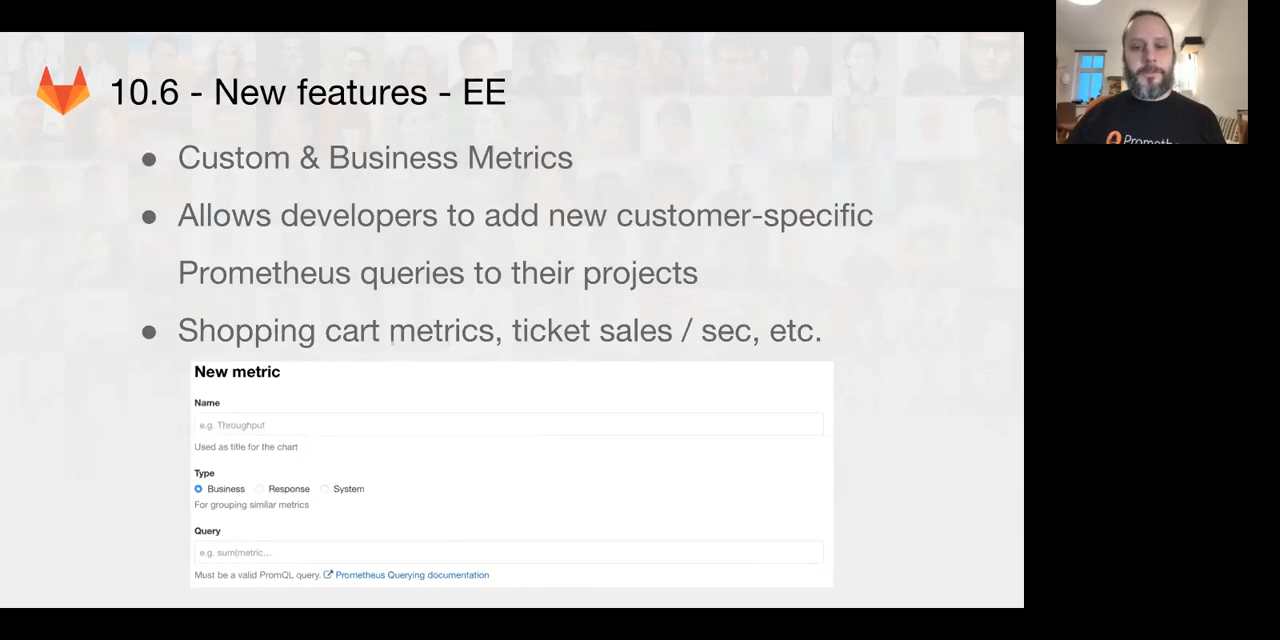 10.6 - New features - EE
● Custom & Business Metrics
● Allows developers to add new customer-specific
Prometheus queries to their projects
● Shopping cart metrics, ticket sales / sec, etc.
New metric
Name
e.g. Throughput
Used as title for the chart
Type
Business Response System
For grouping similar metrics
Query
e.g. sum(metric...
Must be a valid PromQL query. Prometheus Querying documentation